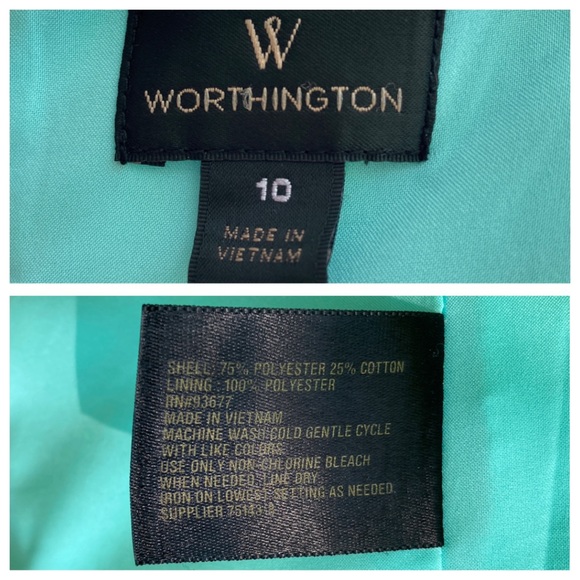 W
WORTHINGTON
10
MADE IN
VIETNAM
SHELL: 75% POLYESTER 25% COTTON
LINING : 100% POLYESTER
RN#93677
MADE IN VIETNAM
MACHINE WASH COLD GENTLE CYCLE
WITH LIKE COLORS
USE ONLY NON-CHLORINE BLEACH
WHEN NEEDED, LINE DRY
IRON ON LOWEST SETTING AS NEEDED
SUPPLIER